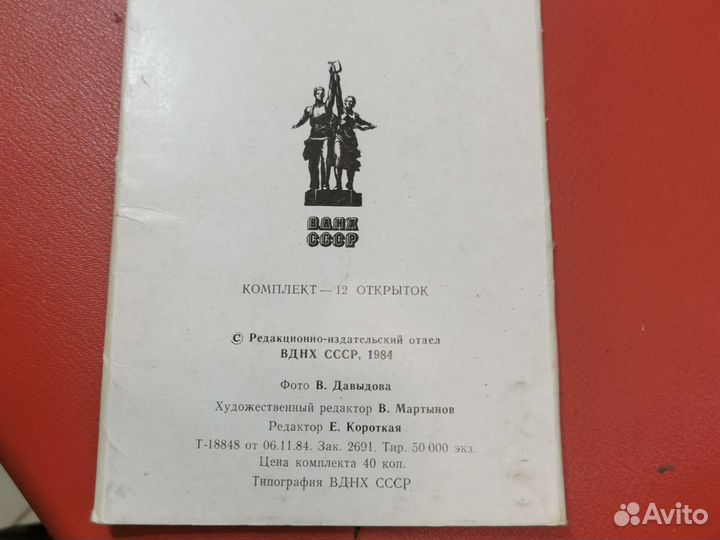 ВДНХ
СССР
КОМПЛЕКТ — 12 ОТКРЫТОК
© Редакционно-издательский отдел
ВДНХ СССР, 1984
Фото В. Давыдова
Художественный редактор В. Мартынов
Редактор Е. Короткая
Т-18848 от 06.11.84. Зак. 2691. Тир. 50 000 экз.
Цена комплекта 40 коп.
Типография ВДНХ СССР
Avito